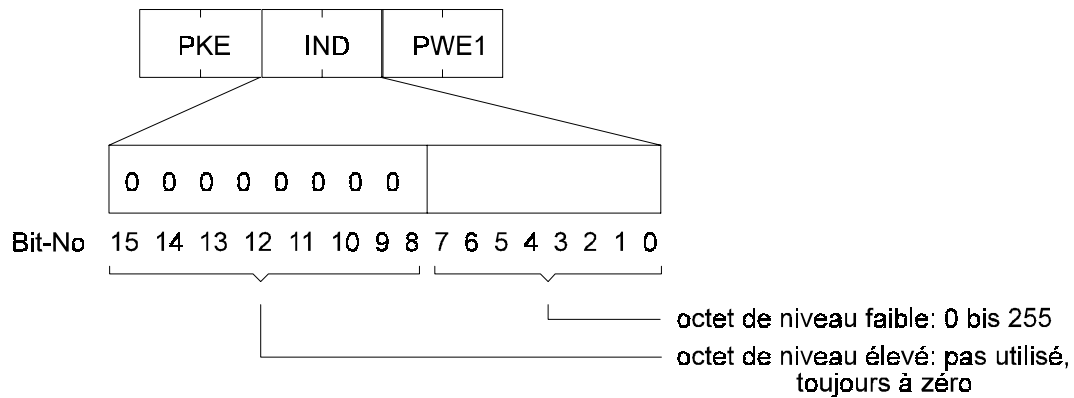 PKE IND PWE1
0 0 0 0 0 0 0 0
Bit-No 15 14 13 12 11 10 9 8 7 6 5 4 3 2 1 0
octet de niveau faible: 0 bis 255
octet de niveau élevé: pas utilisé,
toujours à zéro